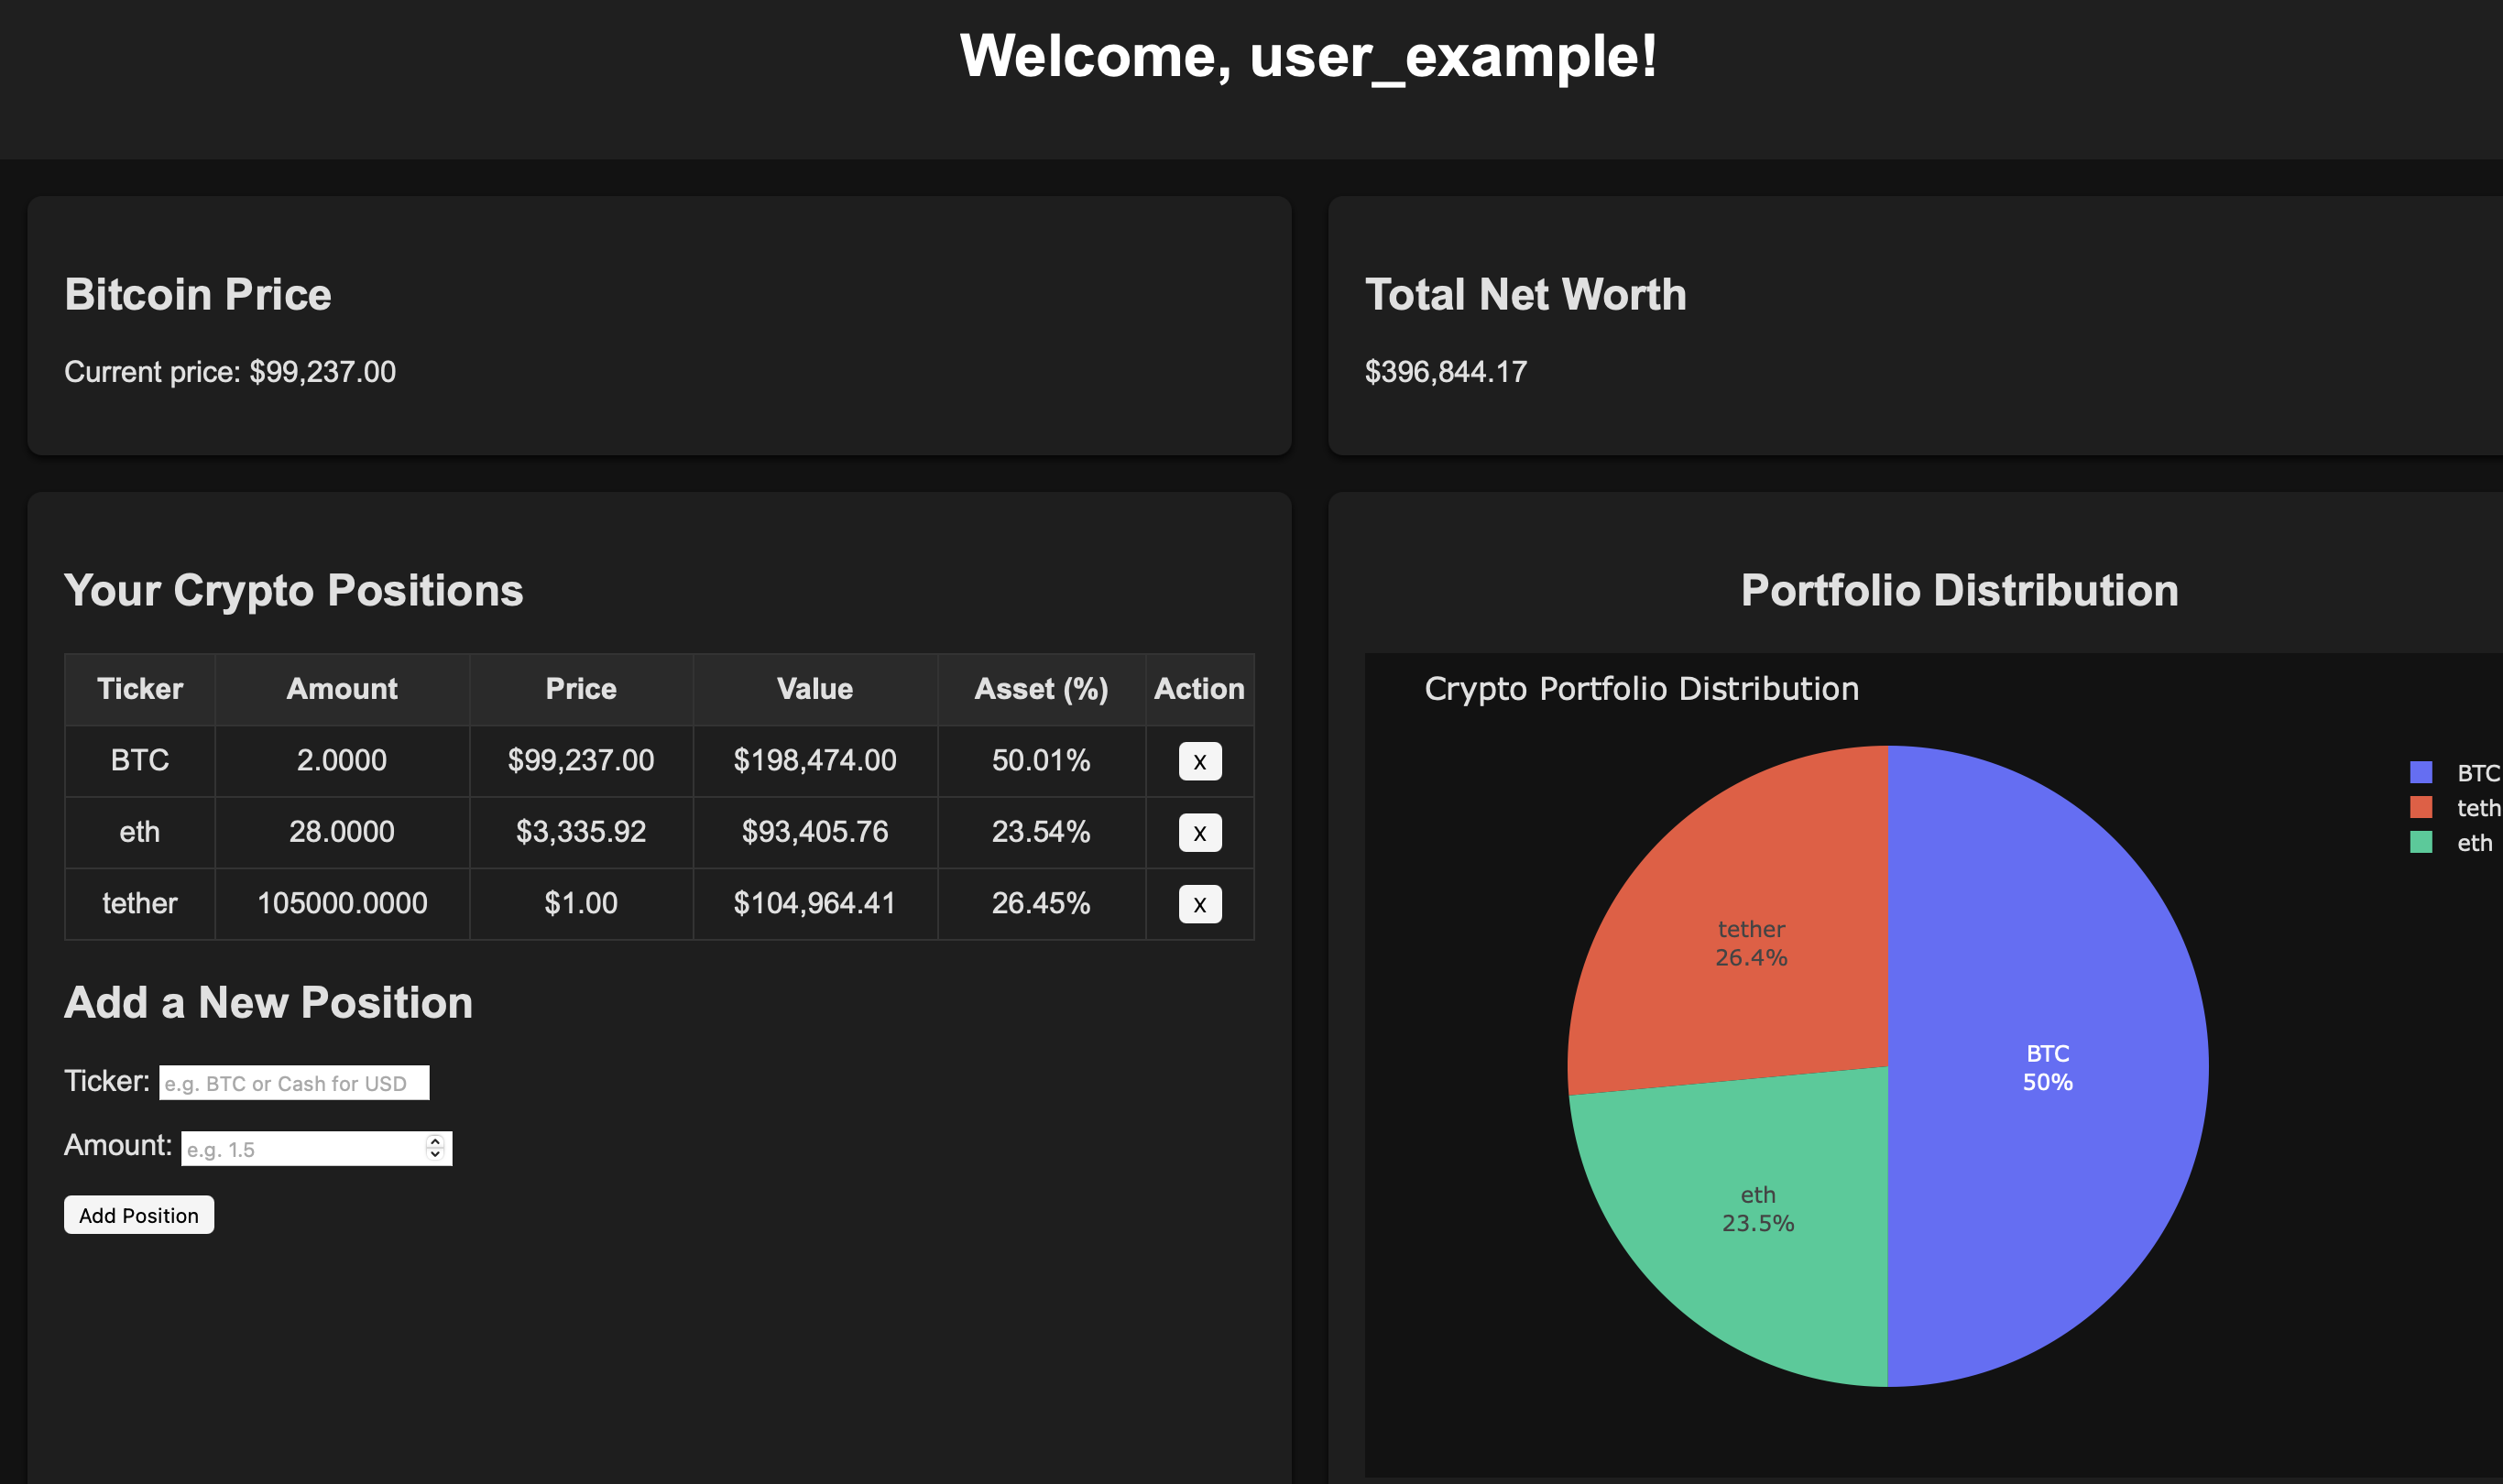 Welcome, user_example!
Bitcoin Price
Current price: $99,237.00
Total Net Worth
$396,844.17
Your Crypto Positions
Ticker Amount Price Value Asset (%) Action
BTC 2.0000 $99,237.00 $198,474.00 50.01% x
eth 28.0000 $3,335.92 $93,405.76 23.54% x
tether 105000.0000 $1.00 $104,964.41 26.45% x
Add a New Position
Ticker: e.g. BTC or Cash for USD
Amount: e.g. 1.5
Add Position
Portfolio Distribution
Crypto Portfolio Distribution
BTC
teth
eth
tether
26.4%
BTC
50%
eth
23.5%